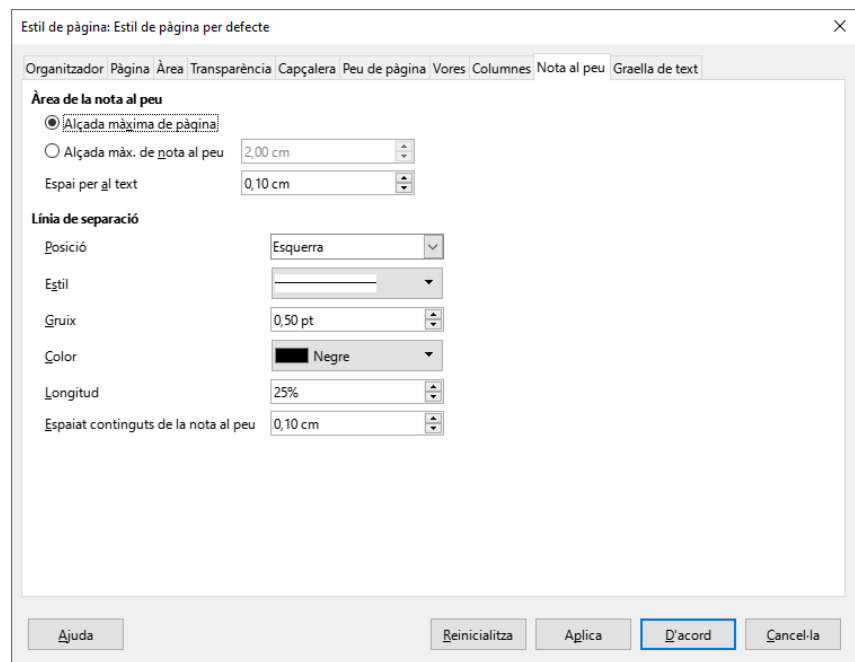 Estil de pàgina: Estil de pàgina per defecte
Organitzador Pàgina Àrea Transparència Capçalera Peu de pàgina Vores Columnes Nota al peu Graella de text
Àrea de la nota al peu
Alçada màxima de pàgina
Alçada màx. de nota al peu 2,00 cm
Espai per al text 0,10 cm
Línia de separació
Posició Esquerra
Estil
Gruix 0,50 pt
Color Negre
Longitud 25%
Espaiat continguts de la nota al peu 0,10 cm
Ajuda Reinicialitza Aplica D'acord Cancel·la